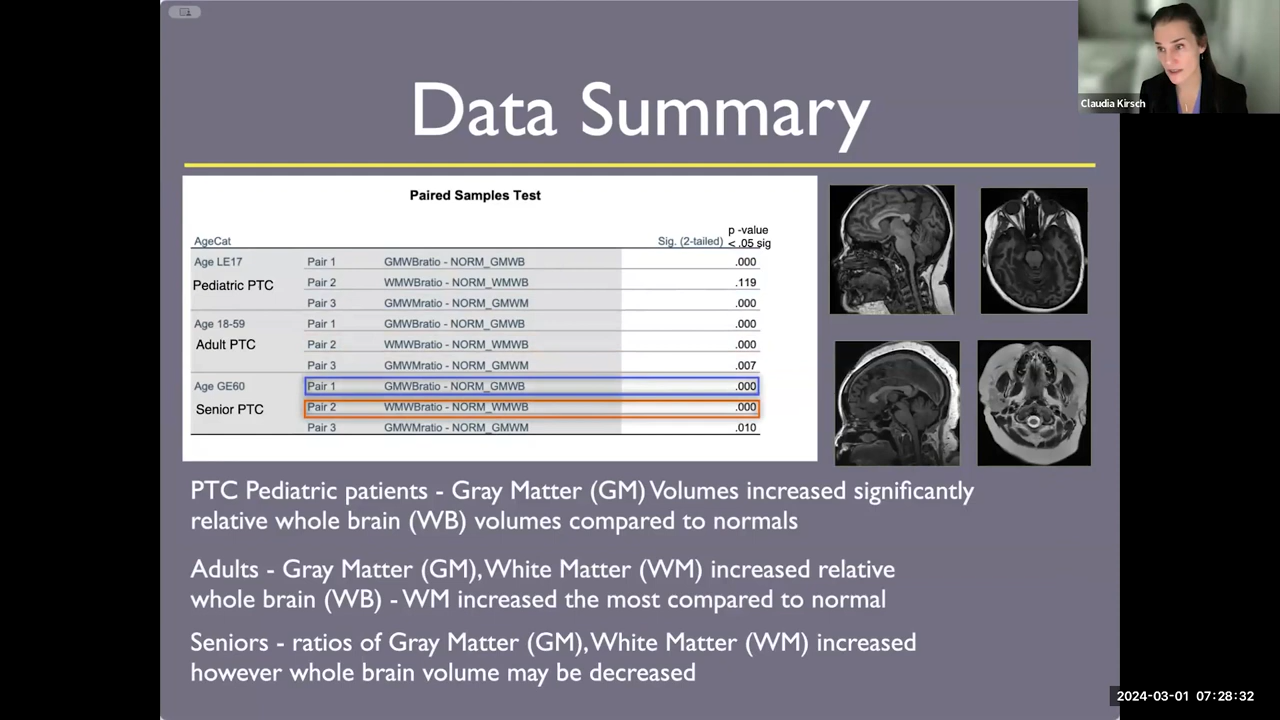 Claudia Kirsch
Data Summary
Paired Samples Test
AgeCat Sig. (2-tailed) p -value < .05 sig
Age LE17 Pair 1 GMWBratio - NORM_GMWB .000
Pediatric PTC Pair 2 WMWBratio - NORM_WMWB .119
Pair 3 GMWMratio - NORM_GMWM .000
Age 18-59 Pair 1 GMWBratio - NORM_GMWB .000
Adult PTC Pair 2 WMWBratio - NORM_WMWB .000
Pair 3 GMWMratio - NORM_GMWM .007
Age GE60 Pair 1 GMWBratio - NORM_GMWB .000
Senior PTC Pair 2 WMWBratio - NORM_WMWB .000
Pair 3 GMWMratio - NORM_GMWM .010
PTC Pediatric patients - Gray Matter (GM) Volumes increased significantly
relative whole brain (WB) volumes compared to normals
Adults - Gray Matter (GM), White Matter (WM) increased relative
whole brain (WB) - WM increased the most compared to normal
Seniors - ratios of Gray Matter (GM), White Matter (WM) increased
however whole brain volume may be decreased
2024-03-01 07:28:32